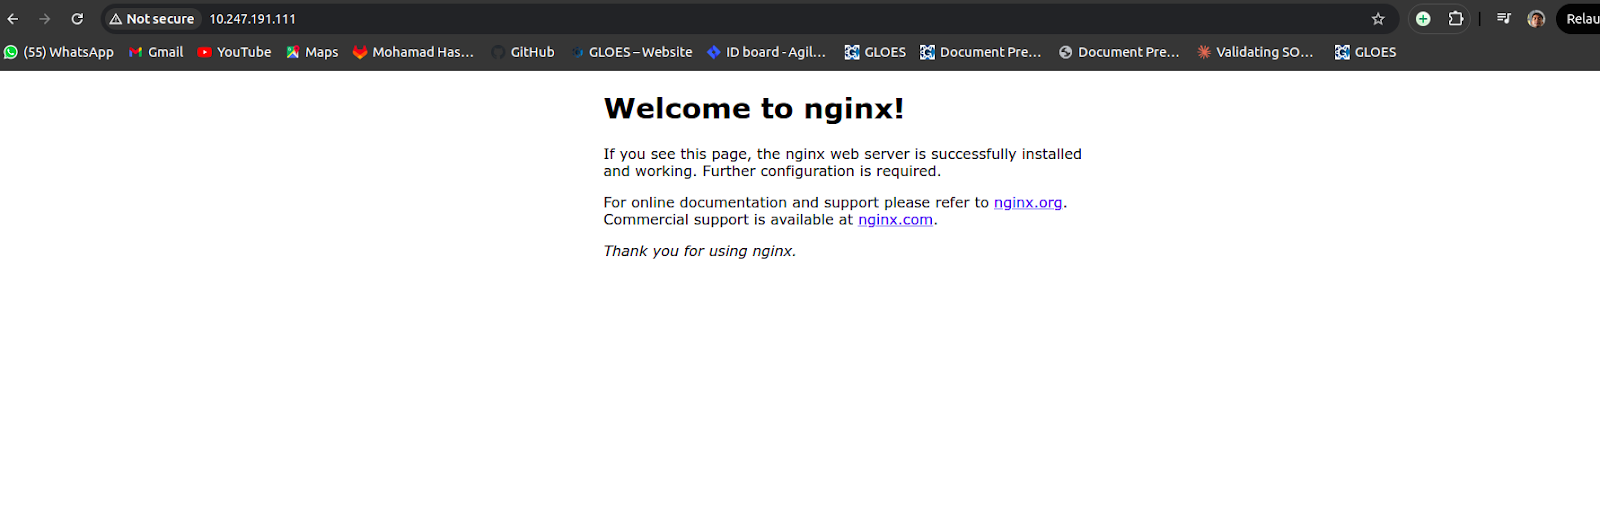 Not secure 10.247.191.111 Relau
(55) WhatsApp Gmail YouTube Maps Mohamad Has... GitHub GLOES – Website ID board - Agil... GLOES Document Pre... Document Pre... Validating SO... GLOES
Welcome to nginx!
If you see this page, the nginx web server is successfully installed
and working. Further configuration is required.
For online documentation and support please refer to nginx.org.
Commercial support is available at nginx.com.
Thank you for using nginx.